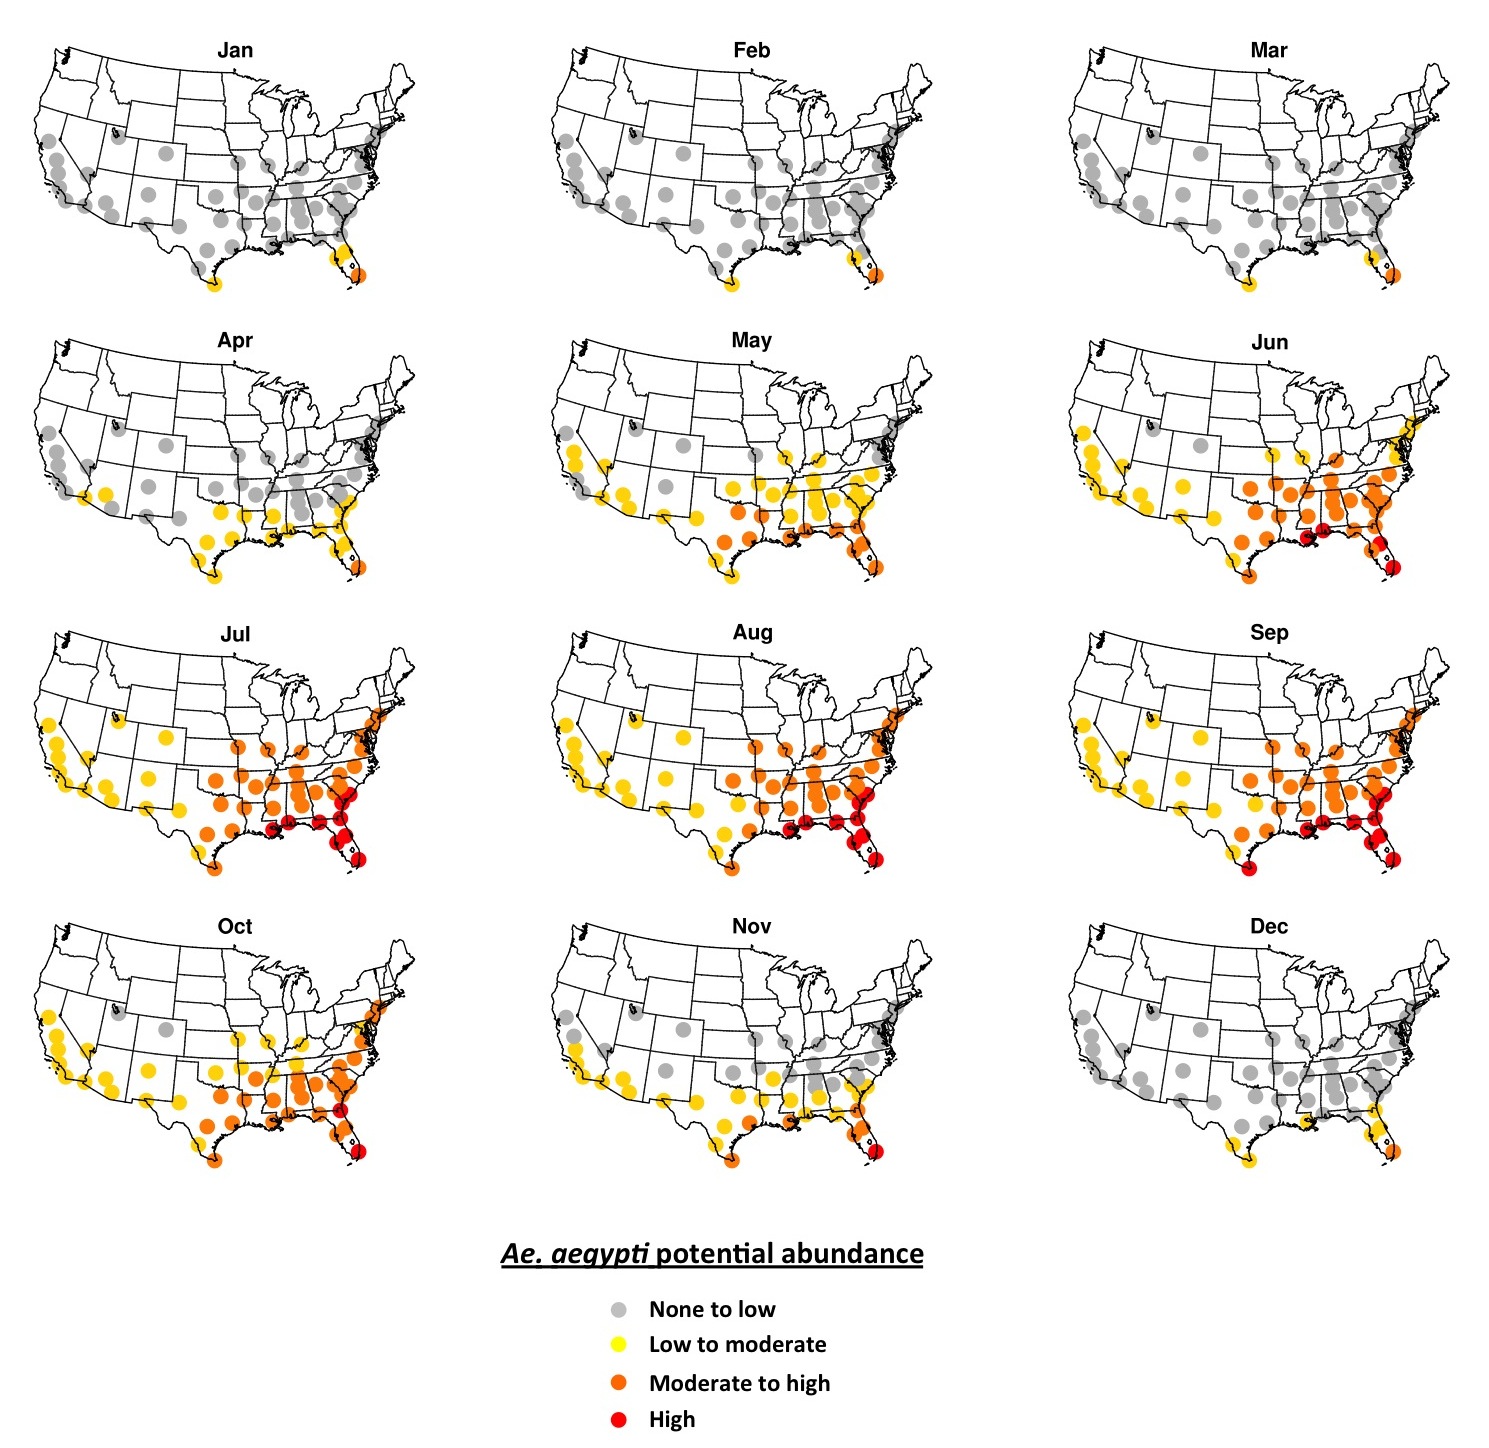 Jan
Feb
Mar
Apr
May
Jun
Jul
Aug
Sep
Oct
Nov
Dec
Ae. aegypti potential abundance
None to low
Low to moderate
Moderate to high
High